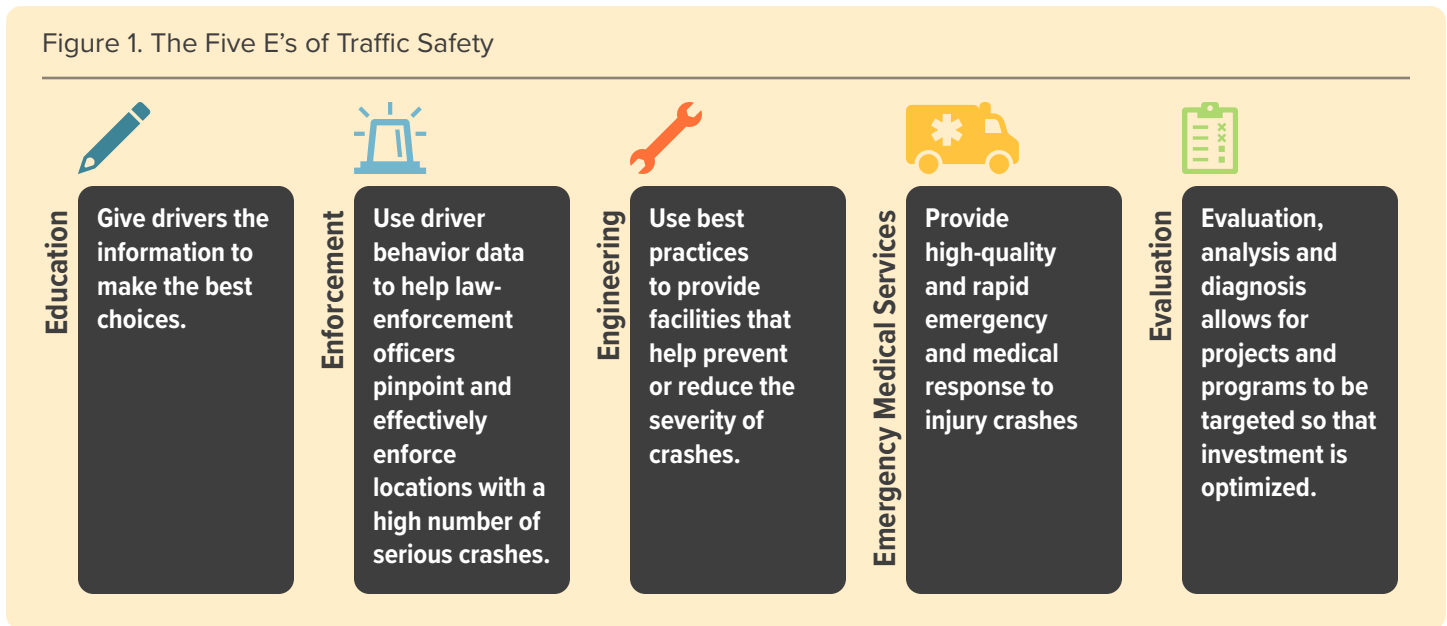 Figure 1. The Five E’s of Traffic Safety
Education
Give drivers the
information to
make the best
choices.
Enforcement
Use driver
behavior data
to help law-
enforcement
officers
pinpoint and
effectively
enforce
locations with a
high number of
serious crashes.
Engineering
Use best
practices
to provide
facilities that
help prevent
or reduce the
severity of
crashes.
Emergency Medical Services
Provide
high-quality
and rapid
emergency
and medical
response to
injury crashes
Evaluation
Evaluation,
analysis and
diagnosis
allows for
projects and
programs to be
targeted so that
investment is
optimized.